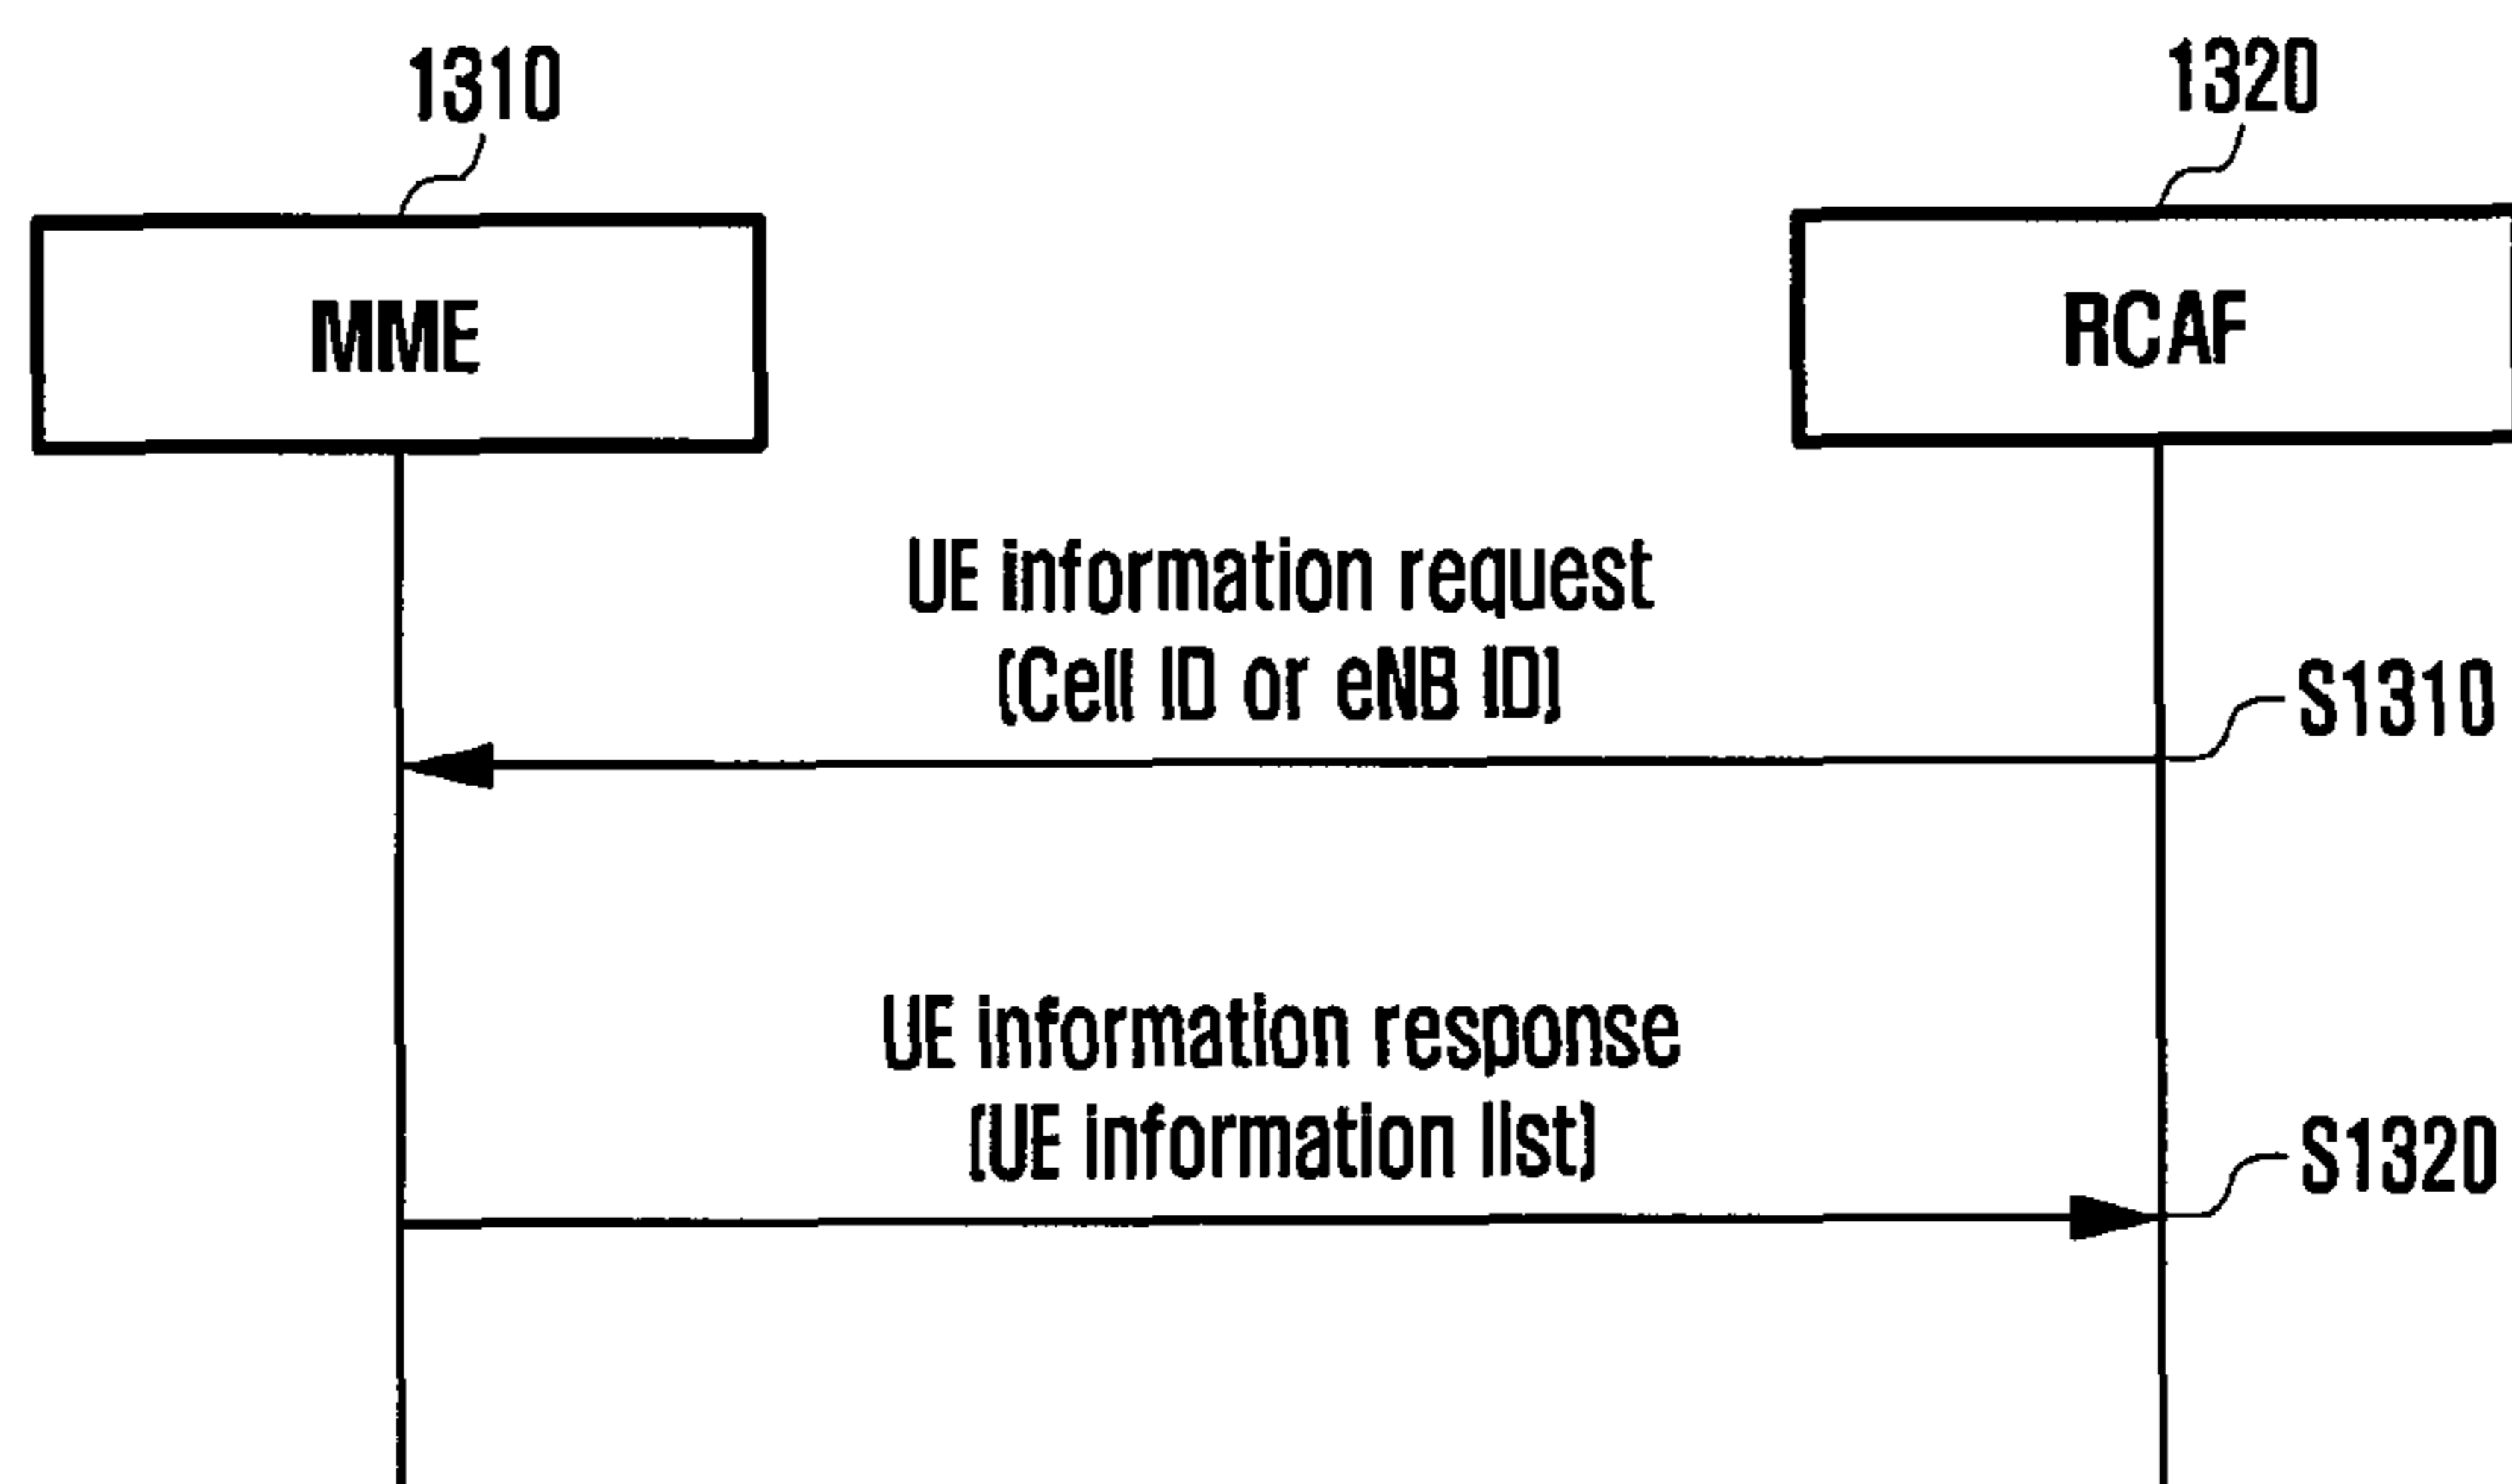 1310
1320
MME
RCAF
UE information request
(Cell ID or eNB ID)
S1310
UE information response
(UE information list)
S1320